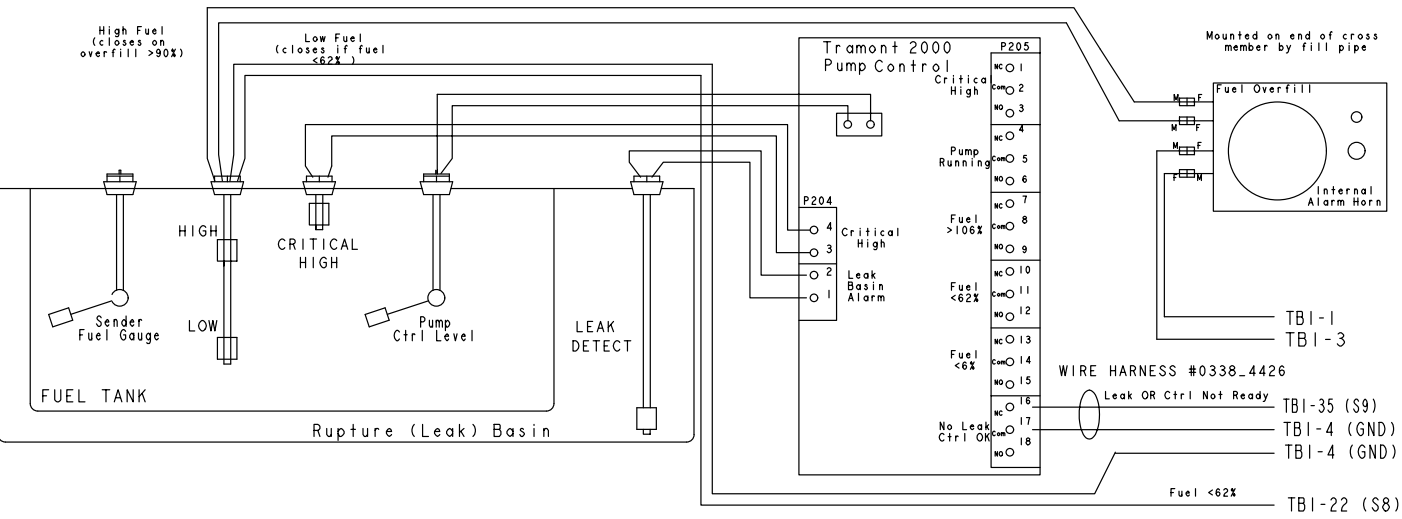 High Fuel
(closes on
overfill >90%)
Low Fuel
(closes if fuel
<62% )
Tramont 2000
Pump Control
P205
Mounted on end of cross
member by fill pipe
Critical
High
NC 1
Com 2
NO 3
Pump
Running
NC 4
Com 5
NO 6
Fuel
>106%
NC 7
Com 8
NO 9
Fuel
<62%
NC 10
Com 11
NO 12
Fuel
<6%
NC 13
Com 14
NO 15
No Leak
Ctrl OK
NC 16
Com 17
NO 18
P204
4
3
Critical
High
2
1
Leak
Basin
Alarm
M F
M F
M F
F M
Fuel Overfill
Internal
Alarm Horn
HIGH
LOW
CRITICAL
HIGH
Sender
Fuel Gauge
Pump
Ctrl Level
LEAK
DETECT
FUEL TANK
Rupture (Leak) Basin
TB1-1
TB1-3
WIRE HARNESS #0338_4426
Leak OR Ctrl Not Ready
TB1-35 (S9)
TB1-4 (GND)
TB1-4 (GND)
Fuel <62%
TB1-22 (S8)